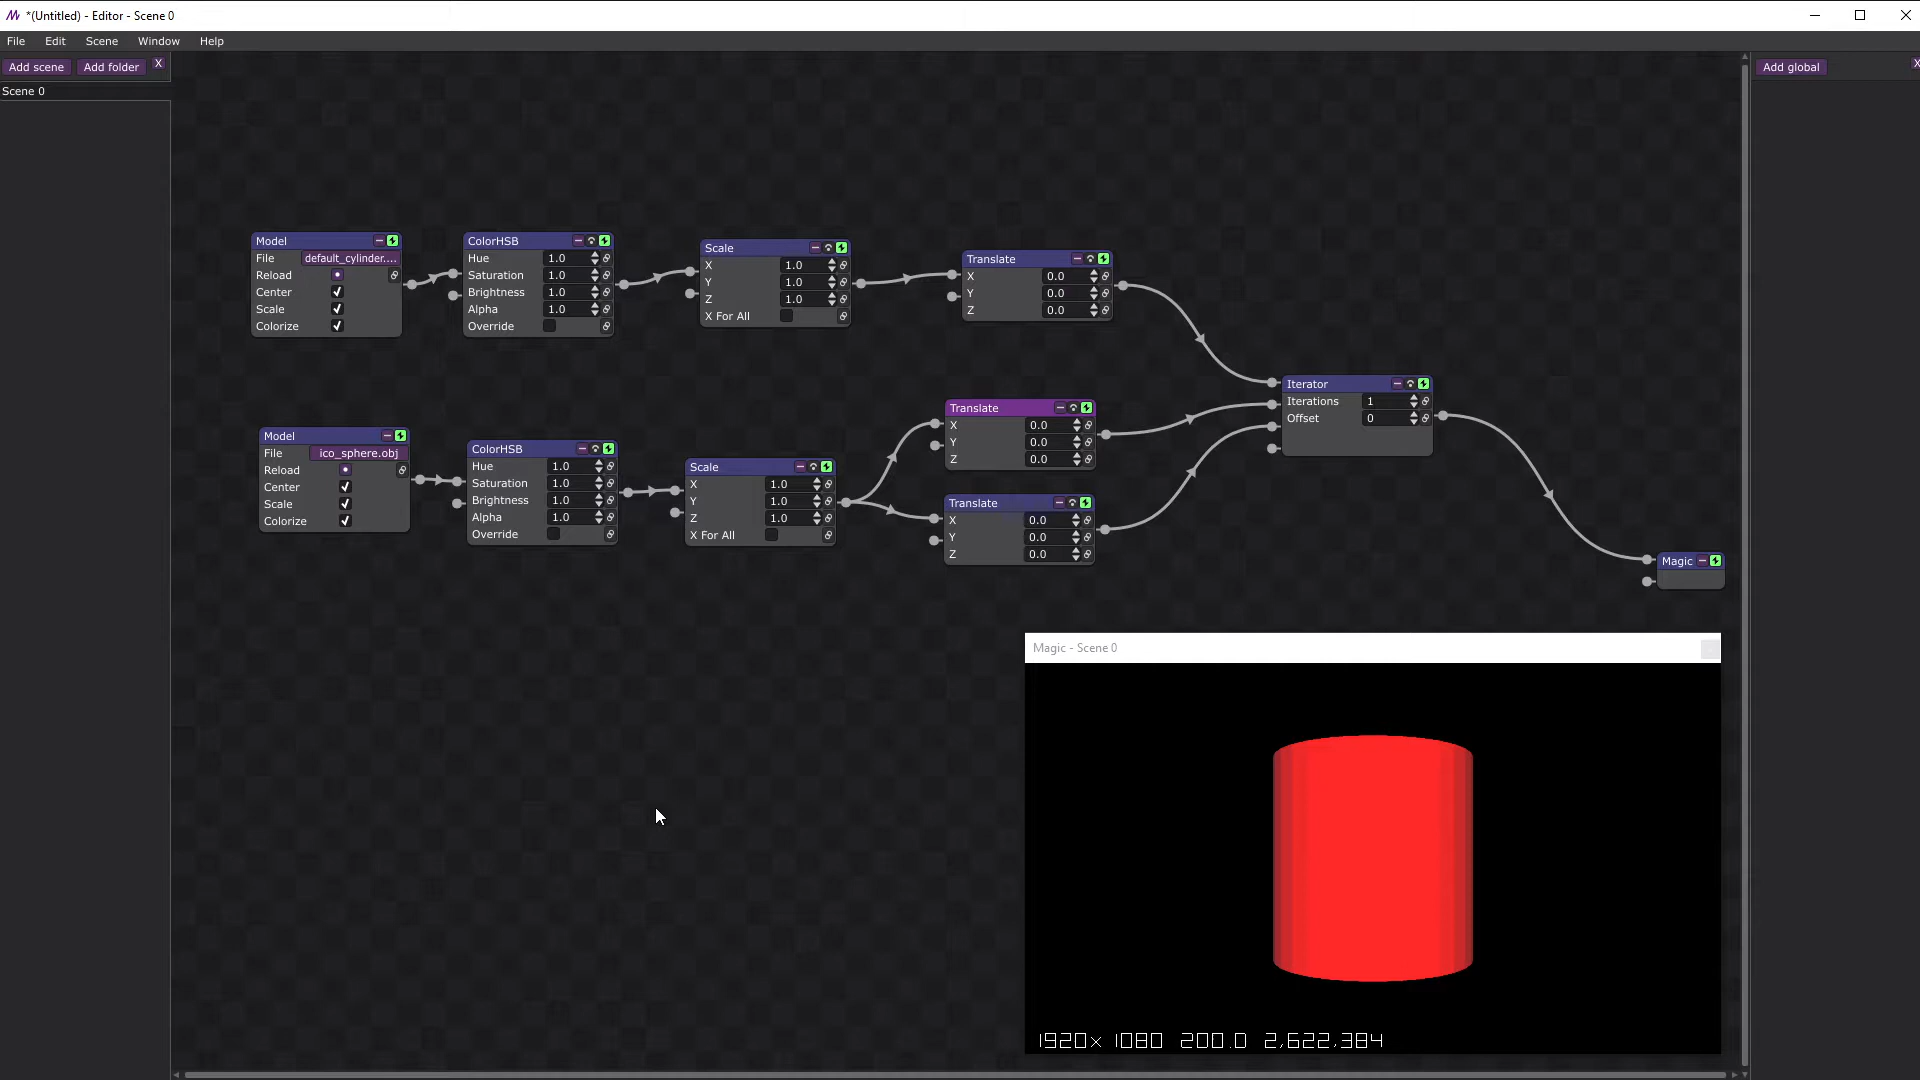 *(Untitled) - Editor - Scene 0
File Edit Scene Window Help
Add scene Add folder X
Add global X
Scene 0
Model
File default_cylinder....
Reload
Center
Scale
Colorize
ColorHSB
Hue 1.0
Saturation 1.0
Brightness 1.0
Alpha 1.0
Override
Scale
X 1.0
Y 1.0
Z 1.0
X For All
Translate
X 0.0
Y 0.0
Z 0.0
Iterator
Iterations 1
Offset 0
Model
File ico_sphere.obj
Reload
Center
Scale
Colorize
ColorHSB
Hue 1.0
Saturation 1.0
Brightness 1.0
Alpha 1.0
Override
Scale
X 1.0
Y 1.0
Z 1.0
X For All
Translate
X 0.0
Y 0.0
Z 0.0
Translate
X 0.0
Y 0.0
Z 0.0
Magic
Magic - Scene 0
1920x 1080 200.0 2,622,384